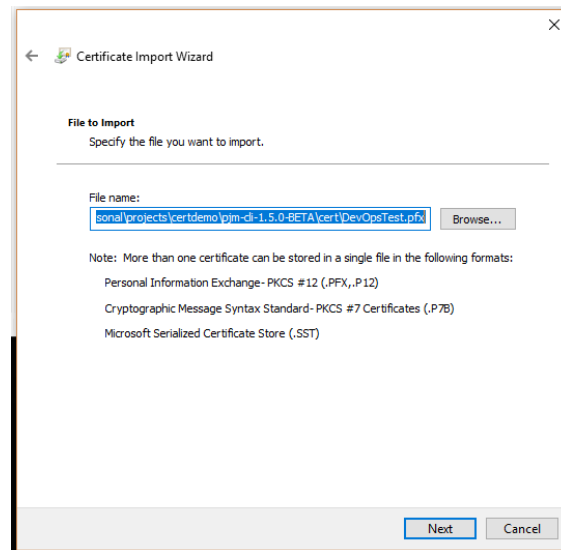 Certificate Import Wizard
File to Import
Specify the file you want to import.
File name:
sonal\projects\certdemo\pjm-cli-1.5.0-BETA\cert\DevOpsTest.pfx
Browse...
Note: More than one certificate can be stored in a single file in the following formats:
Personal Information Exchange- PKCS #12 (.PFX,.P12)
Cryptographic Message Syntax Standard- PKCS #7 Certificates (.P7B)
Microsoft Serialized Certificate Store (.SST)
Next
Cancel